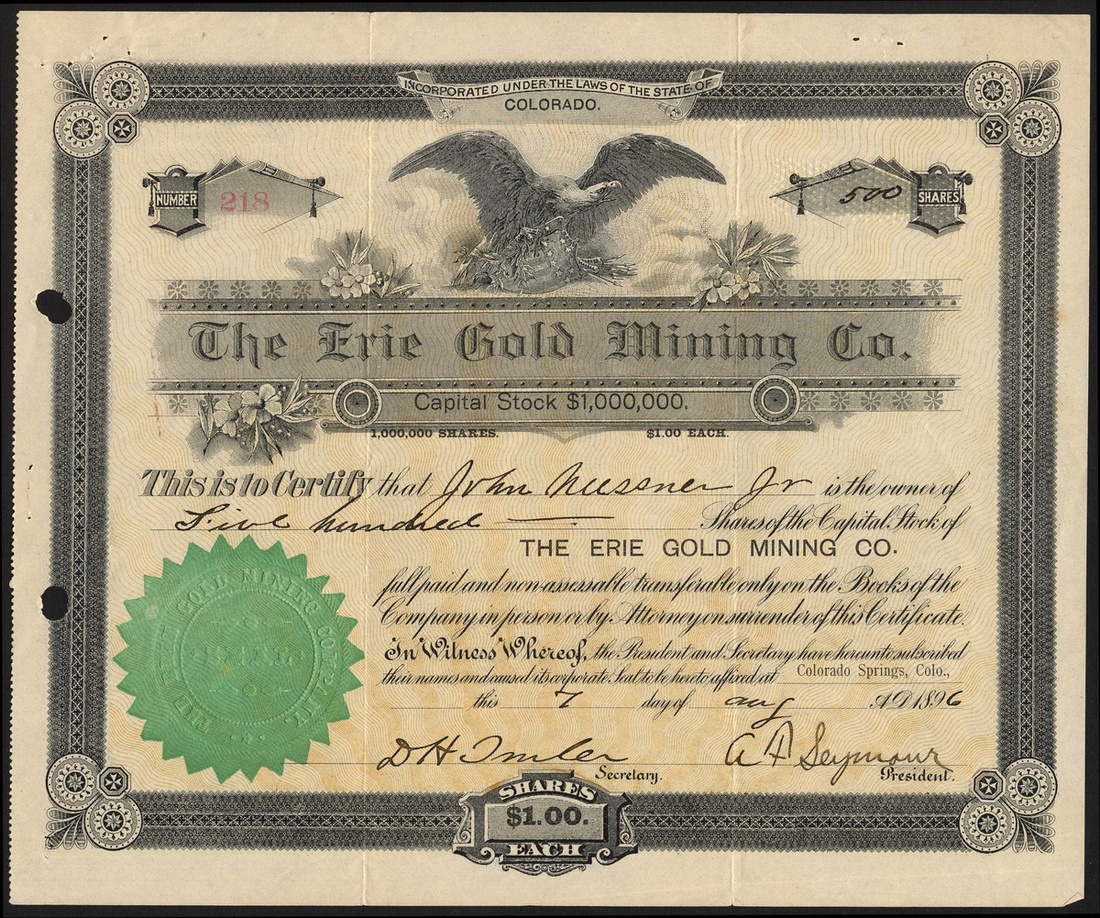 INCORPORATED UNDER THE LAWS OF THE STATE OF
COLORADO.
NUMBER 218
500 SHARES
The Erie Gold Mining Co.
Capital Stock $1,000,000.
1,000,000 SHARES. $1.00 EACH.
This is to Certify that John Nussner Jr is the owner of
Five hundred Shares of the Capital Stock of
THE ERIE GOLD MINING CO.
full paid and non-assessable transferable only on the Books of the
Company in person or by Attorney on surrender of this Certificate.
In Witness Whereof, the President and Secretary have hereunto subscribed
their names and caused its corporate Seal to be hereto affixed at Colorado Springs, Colo.,
this 7 day of Aug A.D. 1896
THE ERIE GOLD MINING COMPANY.
D H
Secretary.
A F Seymour
President.
SHARES
$1.00.
EACH